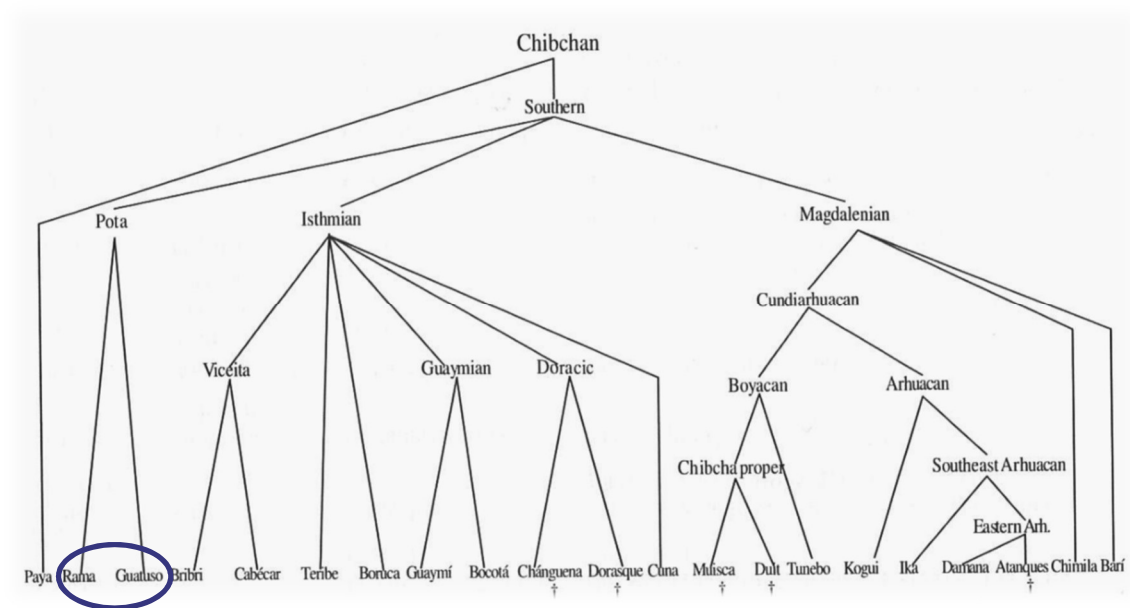 Chibchan
Southern
Pota
Isthmian
Magdalenian
Cundiarhuacan
Viceita
Guaymian
Doracic
Boyacan
Arhuacan
Chibcha proper
Southeast Arhuacan
Eastern Arh.
Paya Rama Guatuso Bribri Cabécar Teribe Boruca Guaymí Bocotá Chánguena Dorasque Cuna Muisca Duit Tunebo Kogui Ika Damana Atanques Chimila Barí
† † † † †